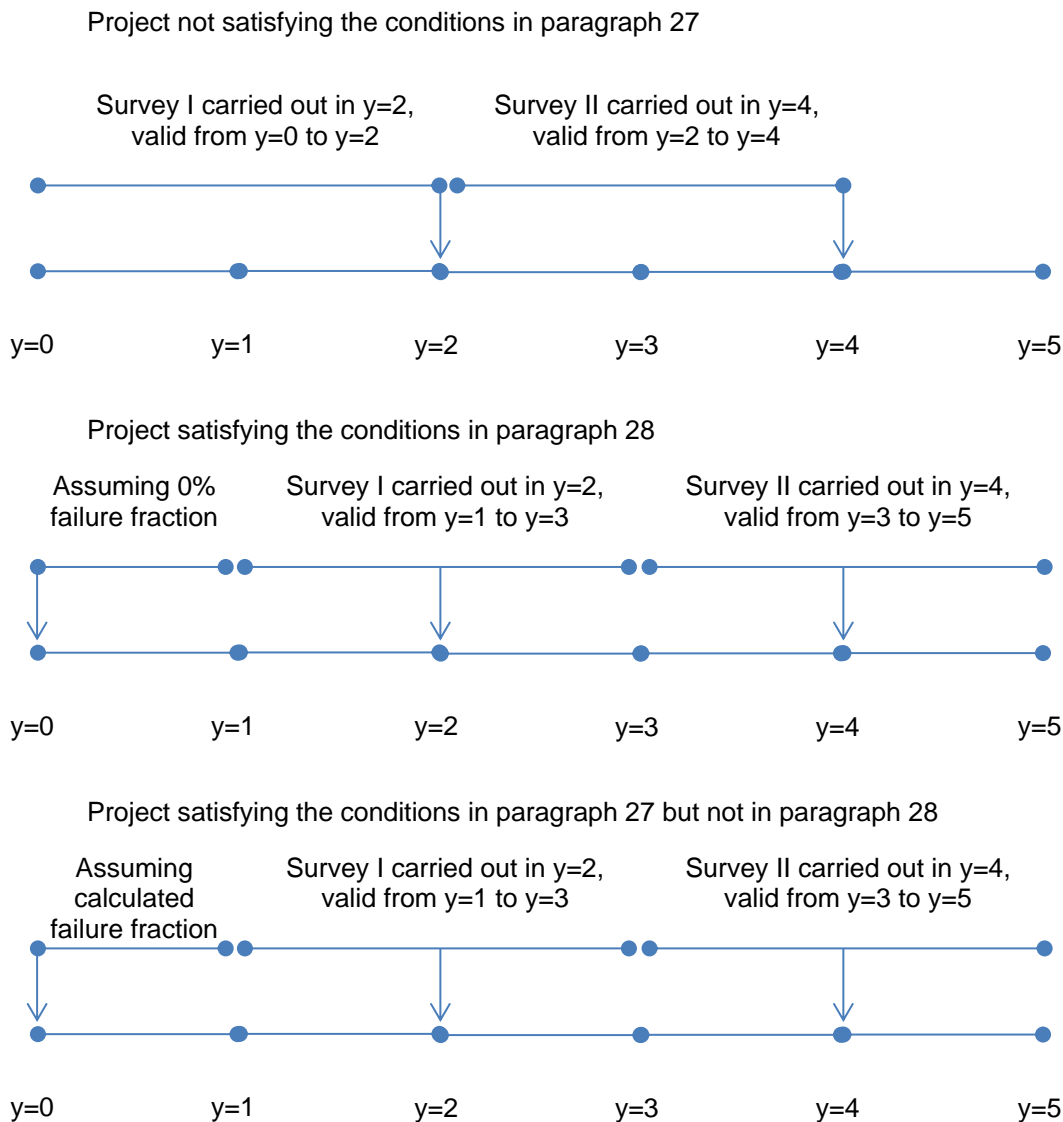 Project not satisfying the conditions in paragraph 27
Survey I carried out in y=2,
valid from y=0 to y=2
Survey II carried out in y=4,
valid from y=2 to y=4
y=0 y=1 y=2 y=3 y=4 y=5
Project satisfying the conditions in paragraph 28
Assuming 0%
failure fraction
Survey I carried out in y=2,
valid from y=1 to y=3
Survey II carried out in y=4,
valid from y=3 to y=5
y=0 y=1 y=2 y=3 y=4 y=5
Project satisfying the conditions in paragraph 27 but not in paragraph 28
Assuming
calculated
failure fraction
Survey I carried out in y=2,
valid from y=1 to y=3
Survey II carried out in y=4,
valid from y=3 to y=5
y=0 y=1 y=2 y=3 y=4 y=5